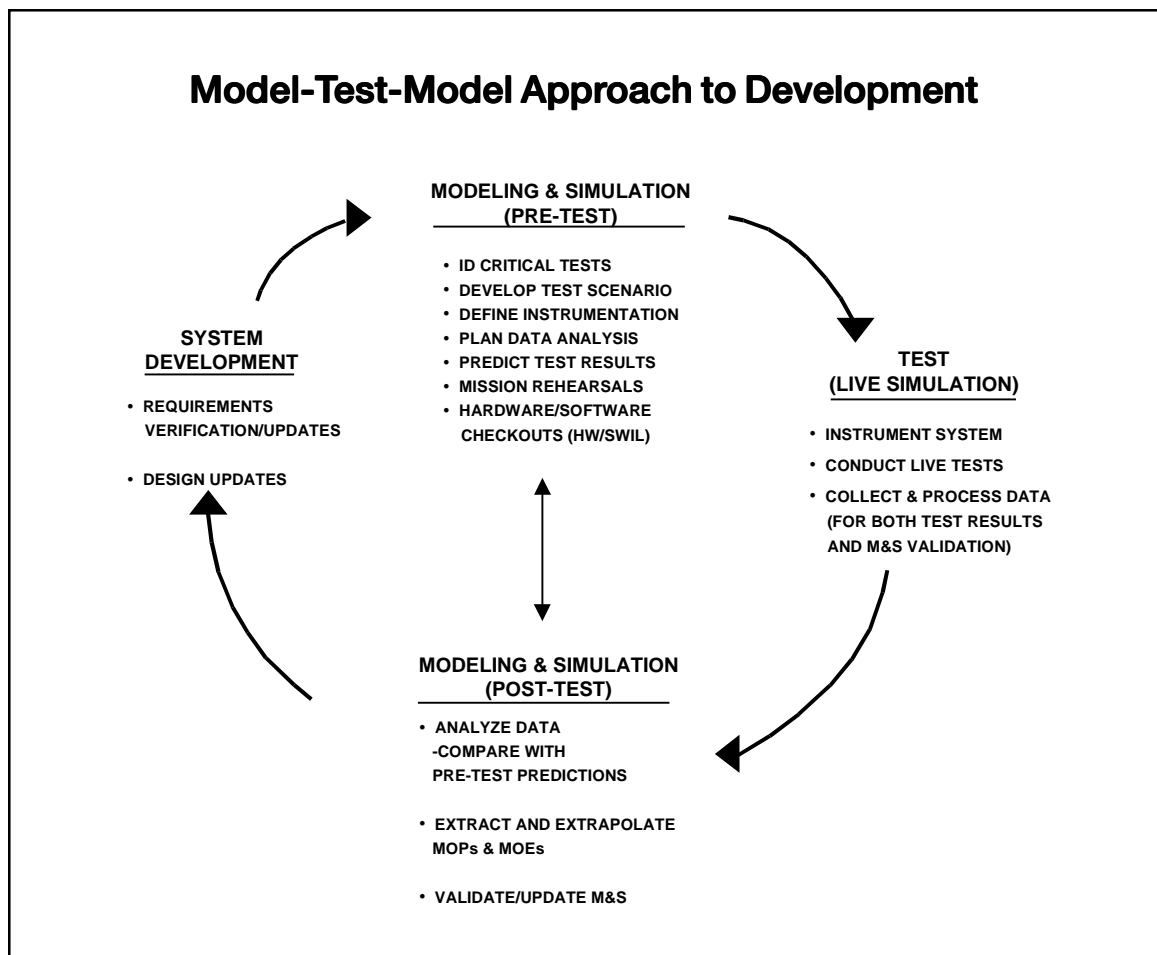 Model-Test-Model Approach to Development
MODELING & SIMULATION
(PRE-TEST)
• ID CRITICAL TESTS
• DEVELOP TEST SCENARIO
• DEFINE INSTRUMENTATION
• PLAN DATA ANALYSIS
• PREDICT TEST RESULTS
• MISSION REHEARSALS
• HARDWARE/SOFTWARE
CHECKOUTS (HW/SWIL)
SYSTEM
DEVELOPMENT
• REQUIREMENTS
VERIFICATION/UPDATES
• DESIGN UPDATES
TEST
(LIVE SIMULATION)
• INSTRUMENT SYSTEM
• CONDUCT LIVE TESTS
• COLLECT & PROCESS DATA
(FOR BOTH TEST RESULTS
AND M&S VALIDATION)
MODELING & SIMULATION
(POST-TEST)
• ANALYZE DATA
-COMPARE WITH
PRE-TEST PREDICTIONS
• EXTRACT AND EXTRAPOLATE
MOPs & MOEs
• VALIDATE/UPDATE M&S